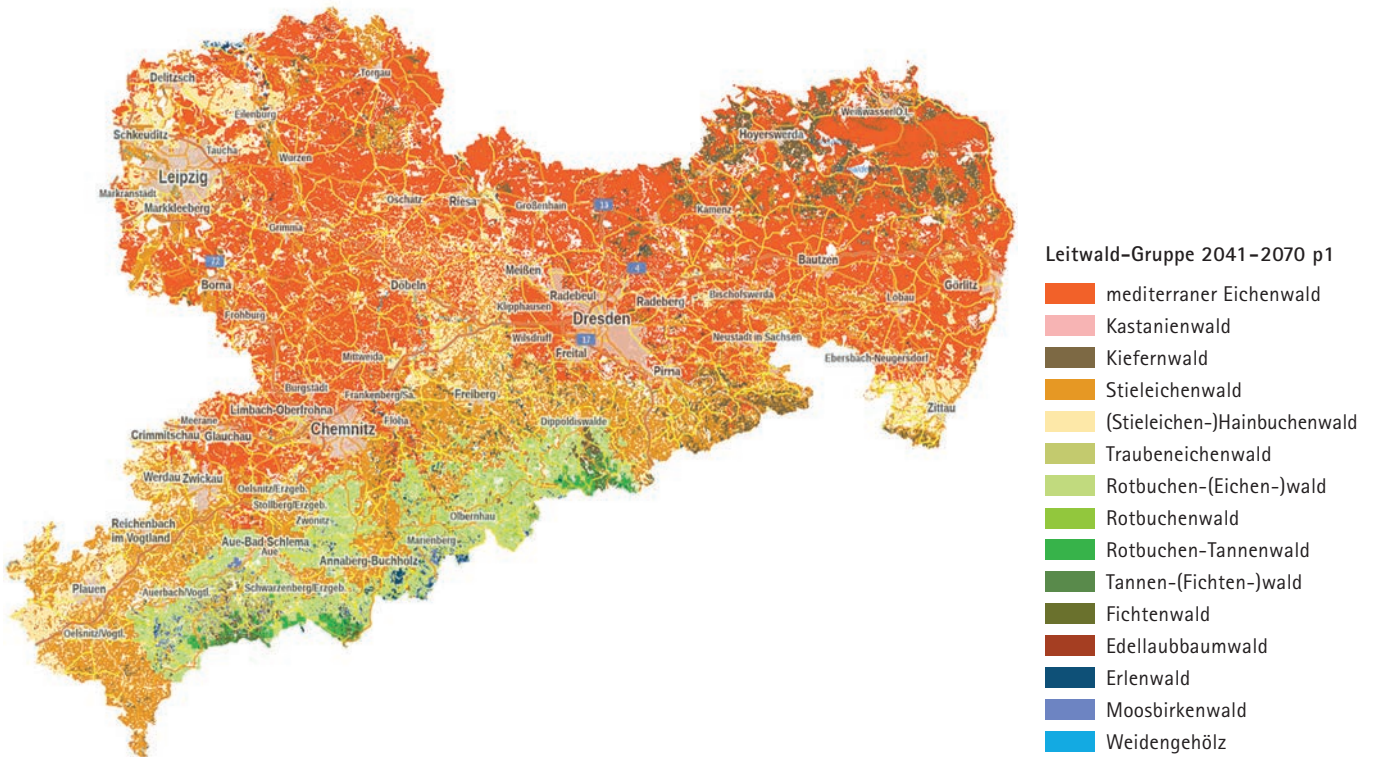 Delitzsch
Torgau
Eilenburg
Weißwasser/O.L.
Schkeuditz
Hoyerswerda
Taucha
Wurzen
Leipzig
Markranstädt
Oschatz
Riesa
Markkleeberg
Großenhain
13
Kamenz
Grimma
72
4
Bautzen
Borna
Meißen
Görlitz
Döbeln
Radebeul
Radeberg
Bischofswerda
Löbau
Klipphausen
Frohburg
Dresden
Wilsdruff
17
Neustadt in Sachsen
Mittweida
Freital
Ebersbach-Neugersdorf
Pirna
Burgstädt
Frankenberg/Sa.
Freiberg
Limbach-Oberfrohna
Zittau
Meerane
Flöha
Dippoldiswalde
Chemnitz
Crimmitschau
Glauchau
Werdau
Zwickau
Oelsnitz/Erzgeb.
Stollberg/Erzgeb.
Olbernhau
Reichenbach
im Vogtland
Zwönitz
Marienberg
Aue-Bad Schlema
Aue
Annaberg-Buchholz
Plauen
Auerbach/Vogtl.
Schwarzenberg/Erzgeb.
Oelsnitz/Vogtl.
Leitwald-Gruppe 2041-2070 p1
mediterraner Eichenwald
Kastanienwald
Kiefernwald
Stieleichenwald
(Stieleichen-)Hainbuchenwald
Traubeneichenwald
Rotbuchen-(Eichen-)wald
Rotbuchenwald
Rotbuchen-Tannenwald
Tannen-(Fichten-)wald
Fichtenwald
Edellaubbaumwald
Erlenwald
Moosbirkenwald
Weidengehölz